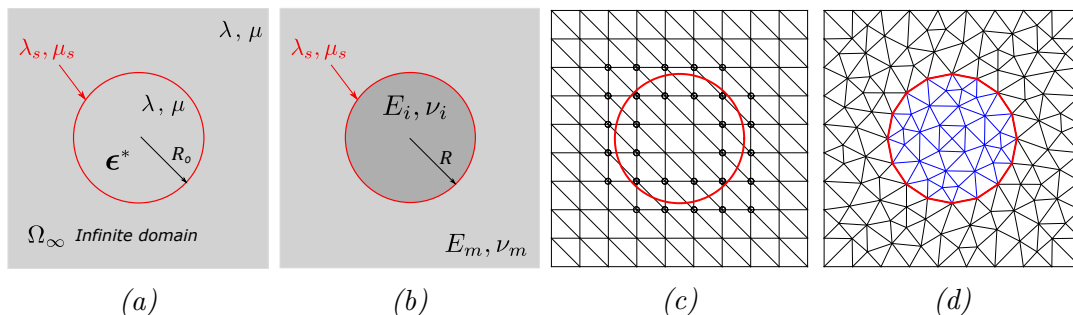 λ, μ
λ_s, μ_s
λ, μ
ϵ*
R_o
Ω_∞ Infinite domain
(a)
λ_s, μ_s
E_i, ν_i
R
E_m, ν_m
(b)
(c)
(d)